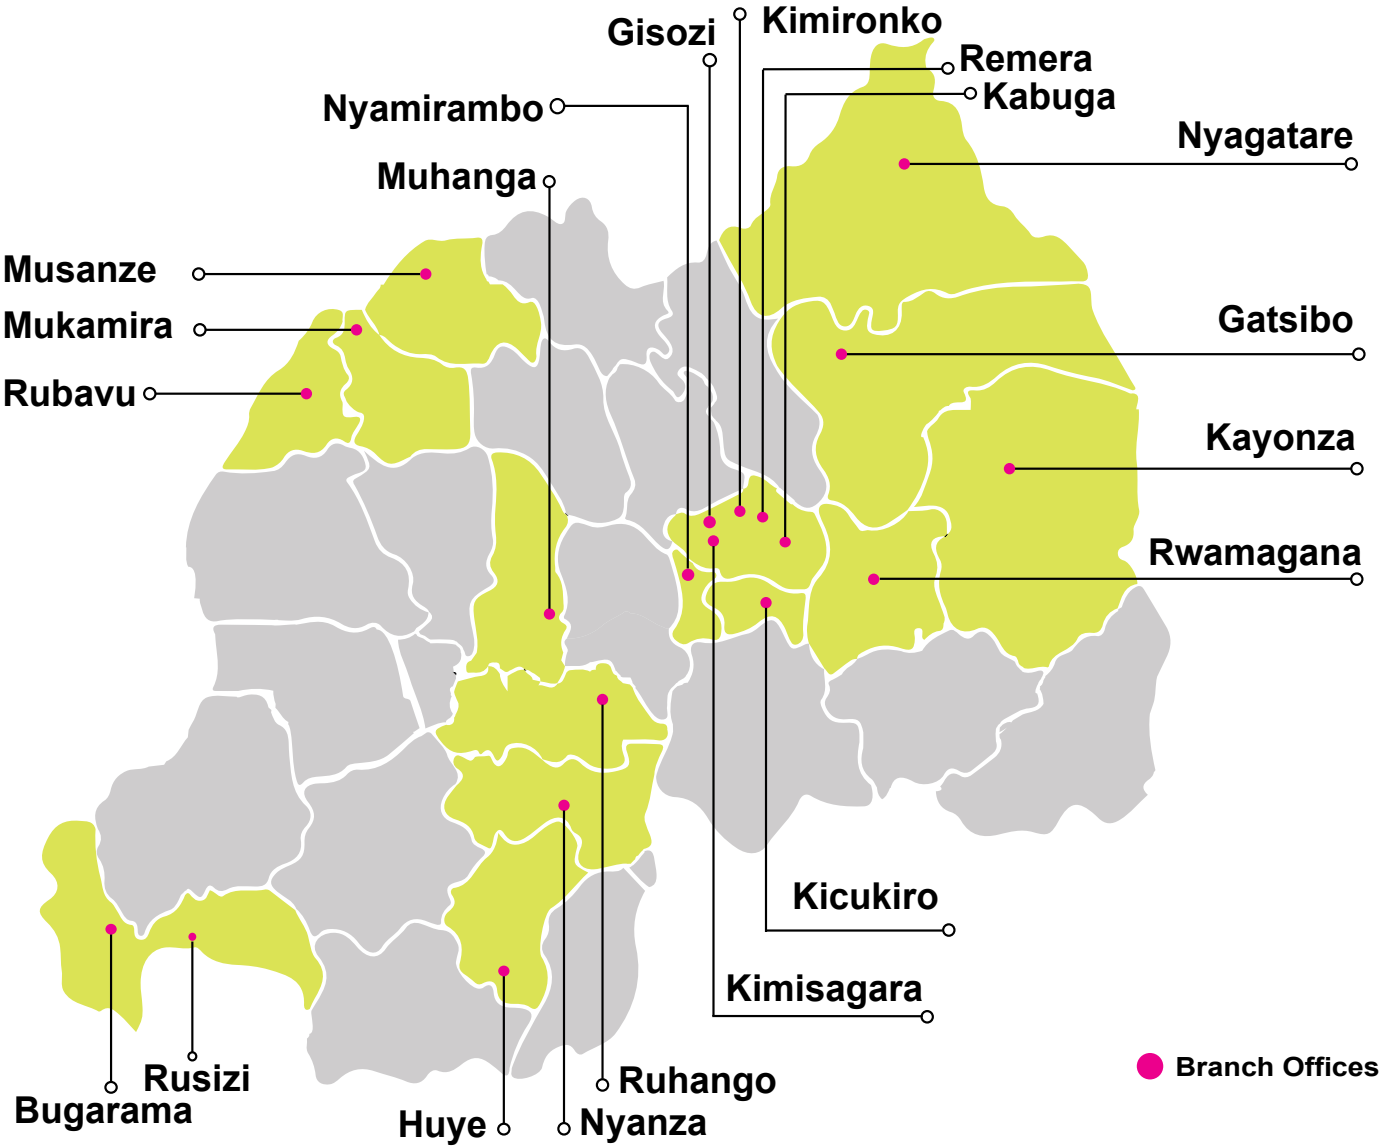 Kimironko
Gisozi
Remera
Kabuga
Nyamirambo
Nyagatare
Muhanga
Musanze
Mukamira
Gatsibo
Rubavu
Kayonza
Rwamagana
Kicukiro
Kimisagara
Branch Offices
Rusizi
Ruhango
Bugarama
Huye
Nyanza